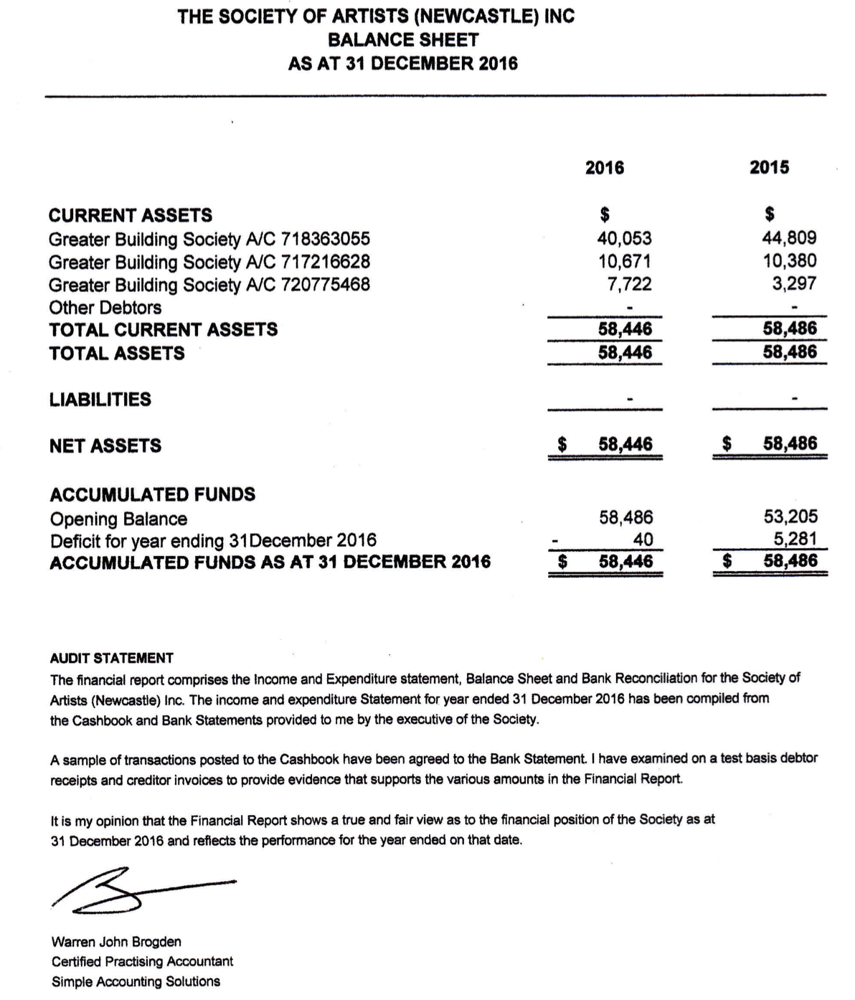 THE SOCIETY OF ARTISTS (NEWCASTLE) INC
BALANCE SHEET
AS AT 31 DECEMBER 2016
2016 2015
CURRENT ASSETS $ $
Greater Building Society A/C 718363055 40,053 44,809
Greater Building Society A/C 717216628 10,671 10,380
Greater Building Society A/C 720775468 7,722 3,297
Other Debtors - -
TOTAL CURRENT ASSETS 58,446 58,486
TOTAL ASSETS 58,446 58,486
LIABILITIES - -
NET ASSETS $ 58,446 $ 58,486
ACCUMULATED FUNDS
Opening Balance 58,486 53,205
Deficit for year ending 31December 2016 - 40 5,281
ACCUMULATED FUNDS AS AT 31 DECEMBER 2016 $ 58,446 $ 58,486
AUDIT STATEMENT
The financial report comprises the Income and Expenditure statement, Balance Sheet and Bank Reconciliation for the Society of
Artists (Newcastle) Inc. The income and expenditure Statement for year ended 31 December 2016 has been compiled from
the Cashbook and Bank Statements provided to me by the executive of the Society.
A sample of transactions posted to the Cashbook have been agreed to the Bank Statement. I have examined on a test basis debtor
receipts and creditor invoices to provide evidence that supports the various amounts in the Financial Report.
It is my opinion that the Financial Report shows a true and fair view as to the financial position of the Society as at
31 December 2016 and reflects the performance for the year ended on that date.
Warren John Brogden
Certified Practising Accountant
Simple Accounting Solutions